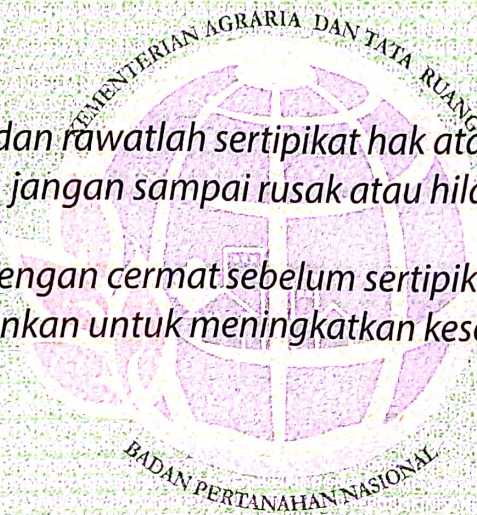 KEMENTERIAN AGRARIA DAN TATA RUANG
dan rawatlah sertipikat hak ata
jangan sampai rusak atau hila
engan cermat sebelum sertipik
nkan untuk meningkatkan kese
BADAN PERTANAHAN NASIONAL